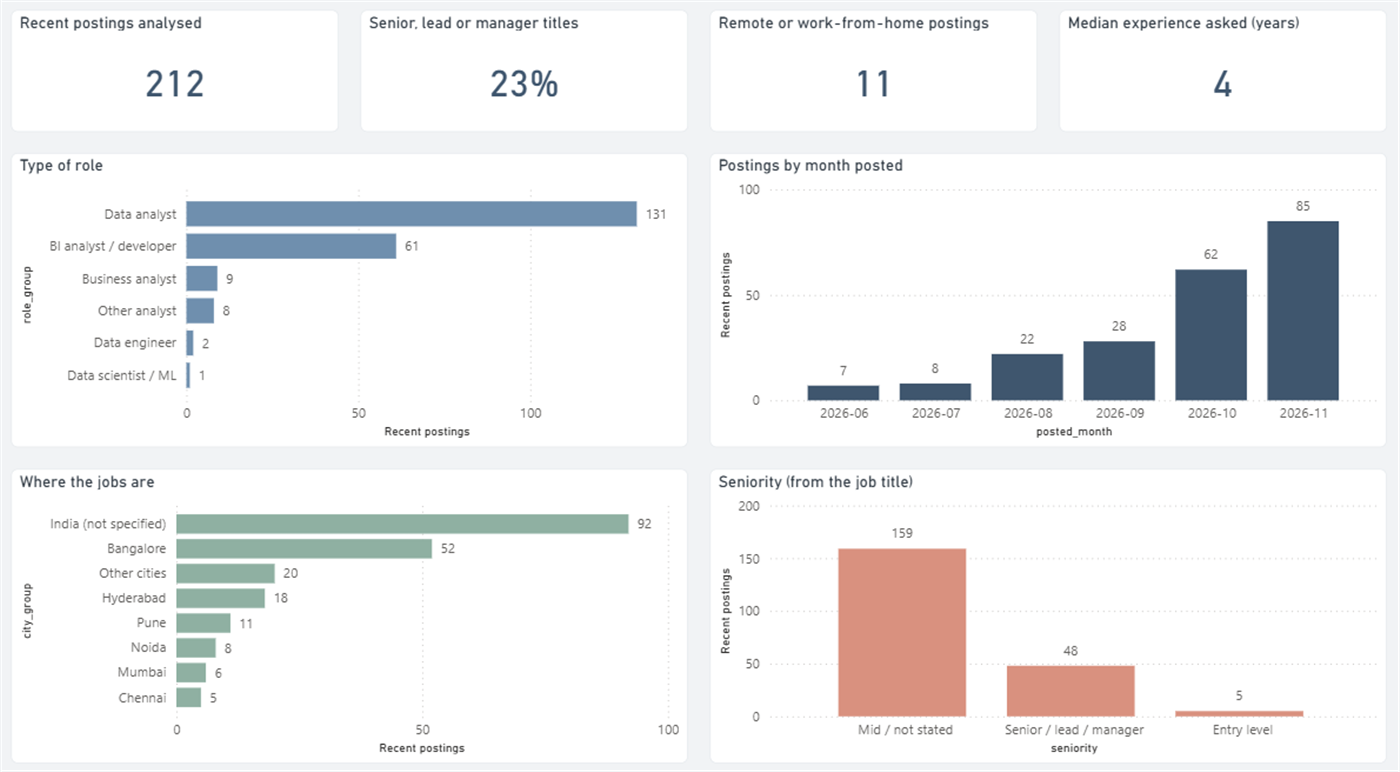 Recent postings analysed
212
Senior, lead or manager titles
23%
Remote or work-from-home postings
11
Median experience asked (years)
4
Type of role
role_group
Data analyst 131
BI analyst / developer 61
Business analyst 9
Other analyst 8
Data engineer 2
Data scientist / ML 1
0 50 100
Recent postings
Postings by month posted
Recent postings
100
50
0
7 8 22 28 62 85
2026-06 2026-07 2026-08 2026-09 2026-10 2026-11
posted_month
Where the jobs are
city_group
India (not specified) 92
Bangalore 52
Other cities 20
Hyderabad 18
Pune 11
Noida 8
Mumbai 6
Chennai 5
0 50 100
Recent postings
Seniority (from the job title)
Recent postings
200
150
100
50
0
159 48 5
Mid / not stated Senior / lead / manager Entry level
seniority